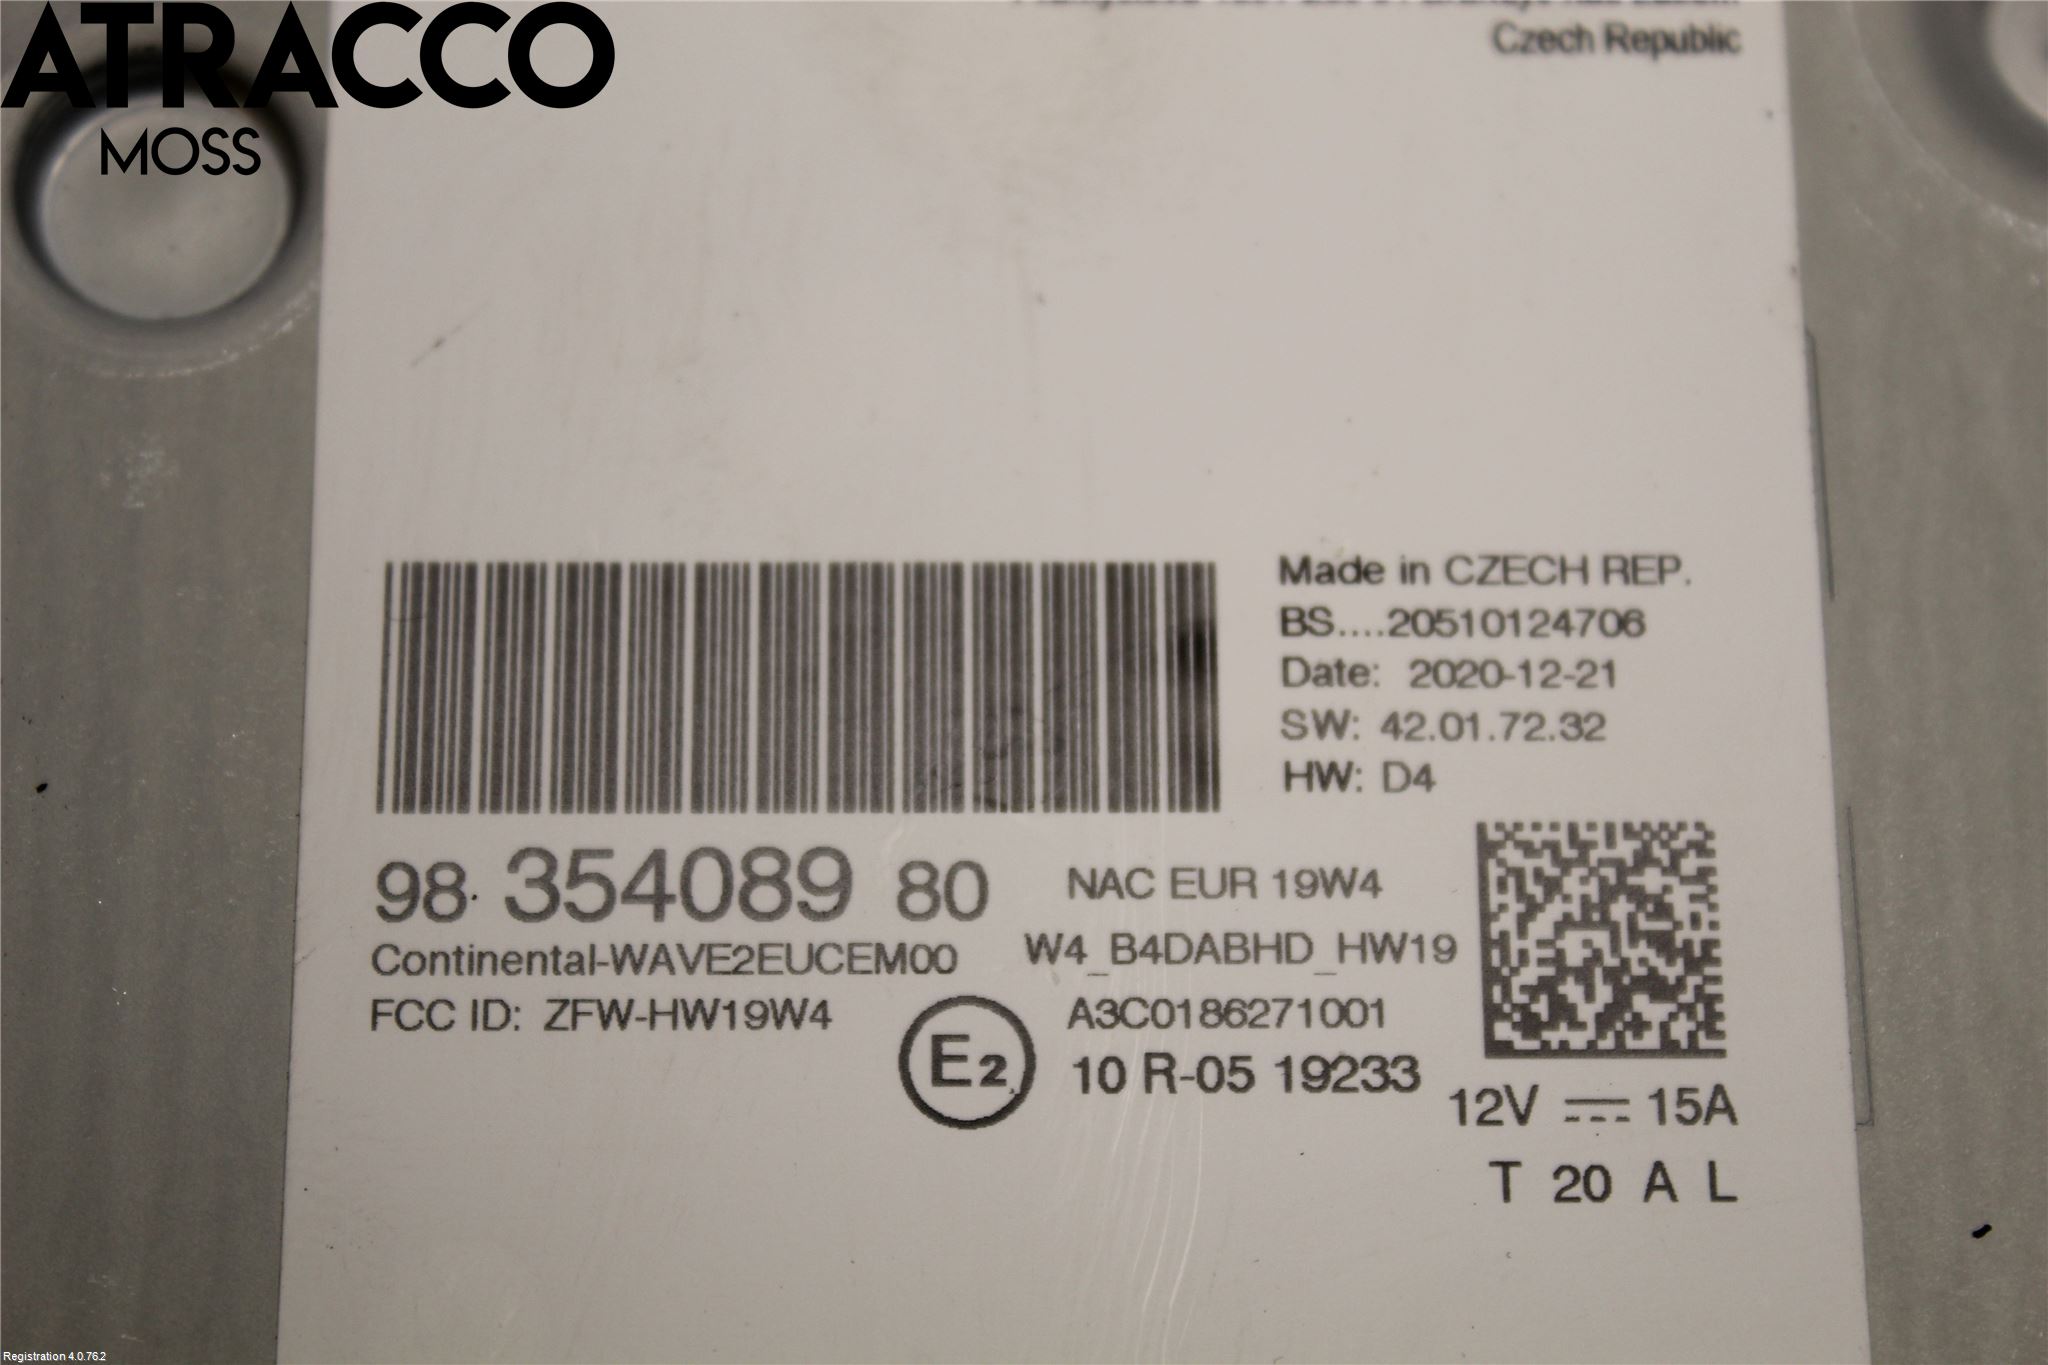 ATRACCO
MOSS
Czech Republic
Made in CZECH REP.
BS....20510124706
Date: 2020-12-21
SW: 42.01.72.32
HW: D4
98 354089 80
NAC EUR 19W4
Continental-WAVE2EUCEM00
W4_B4DABHD_HW19
FCC ID: ZFW-HW19W4
A3C0186271001
E2
10 R-05 19233
12V 15A
T 20 A L
Registration 4.0.76.2